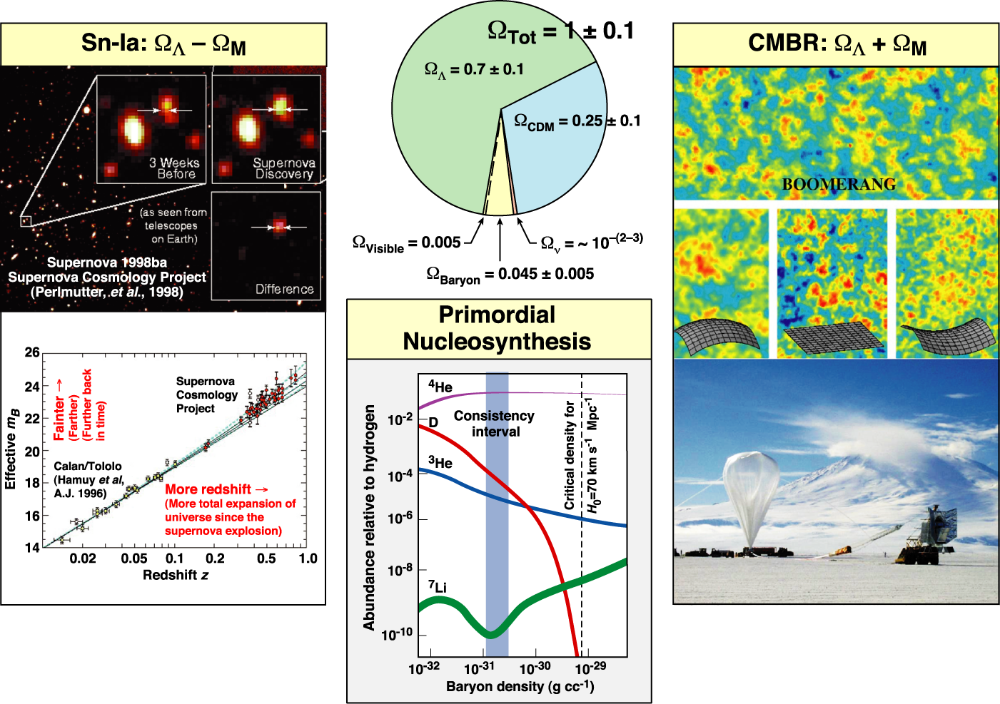 Sn-Ia: ΩΛ – ΩM
3 Weeks
Before
Supernova
Discovery
(as seen from
telescopes
on Earth)
Difference
Supernova 1998ba
Supernova Cosmology Project
(Perlmutter, et al., 1998)
26
24
22
20
18
16
14
Effective mB
Fainter →
(Farther)
(Further back
in time)
Supernova
Cosmology
Project
Calan/Tololo
(Hamuy et al,
A.J. 1996)
More redshift →
(More total expansion of
universe since the
supernova explosion)
0.02 0.05 0.1 0.2 0.5 1.0
Redshift z
ΩTot = 1 ± 0.1
ΩΛ = 0.7 ± 0.1
ΩCDM = 0.25 ± 0.1
ΩVisible = 0.005
Ων = ~ 10–(2–3)
ΩBaryon = 0.045 ± 0.005
Primordial
Nucleosynthesis
Abundance relative to hydrogen
10-2
10-4
10-6
10-8
10-10
4He
D
3He
7Li
Consistency
interval
Critical density for
H0=70 km s-1 Mpc-1
10-32 10-31 10-30 10-29
Baryon density (g cc-1)
CMBR: ΩΛ + ΩM
BOOMERANG